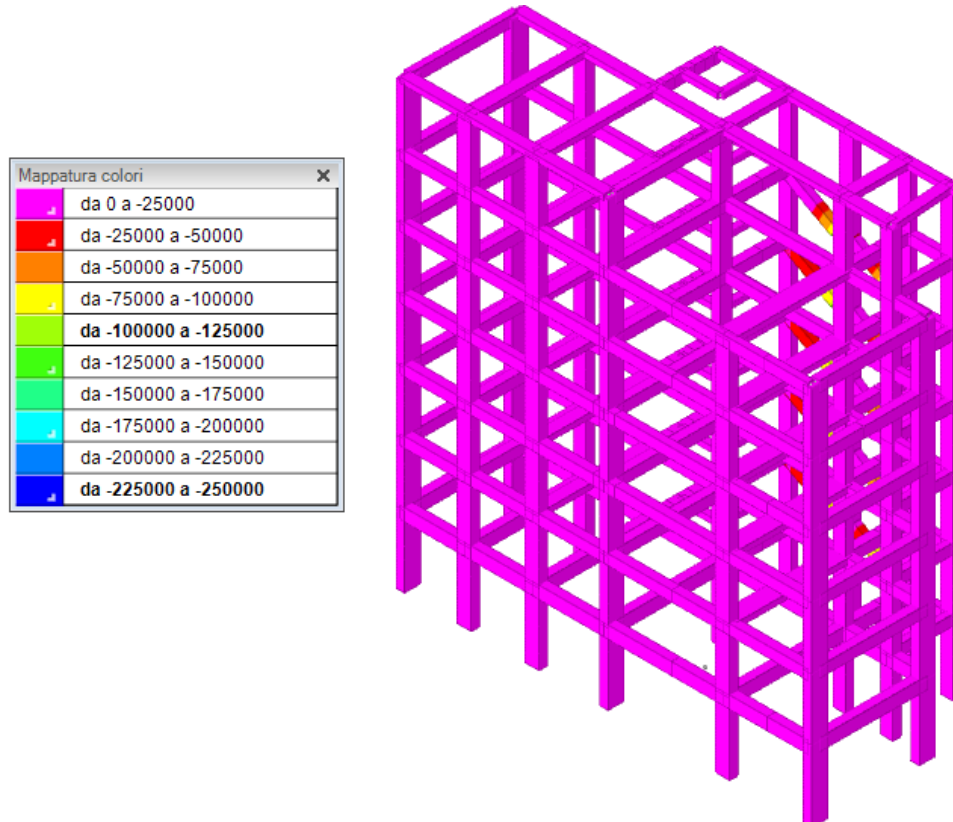 Mappatura colori
da 0 a -25000
da -25000 a -50000
da -50000 a -75000
da -75000 a -100000
da -100000 a -125000
da -125000 a -150000
da -150000 a -175000
da -175000 a -200000
da -200000 a -225000
da -225000 a -250000